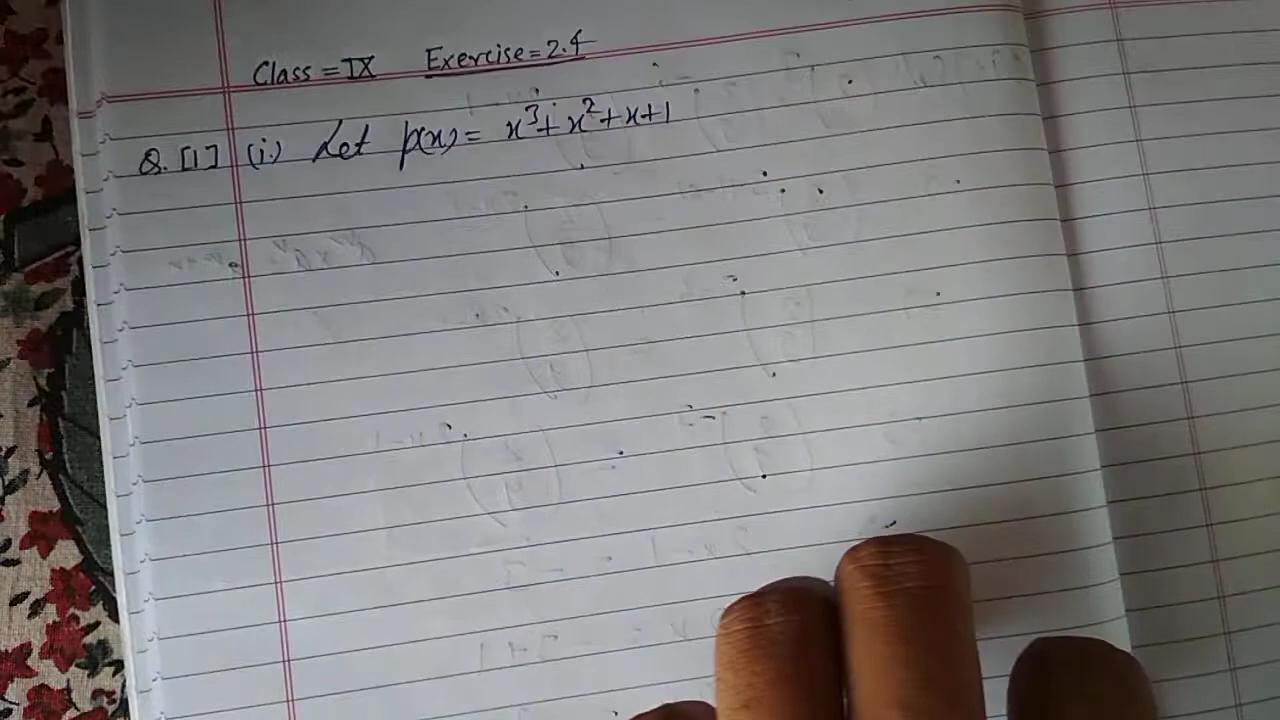 Class = IX Exercise = 2.4
Q. [1] (i) Let p(x) = x³ + x² + x + 1